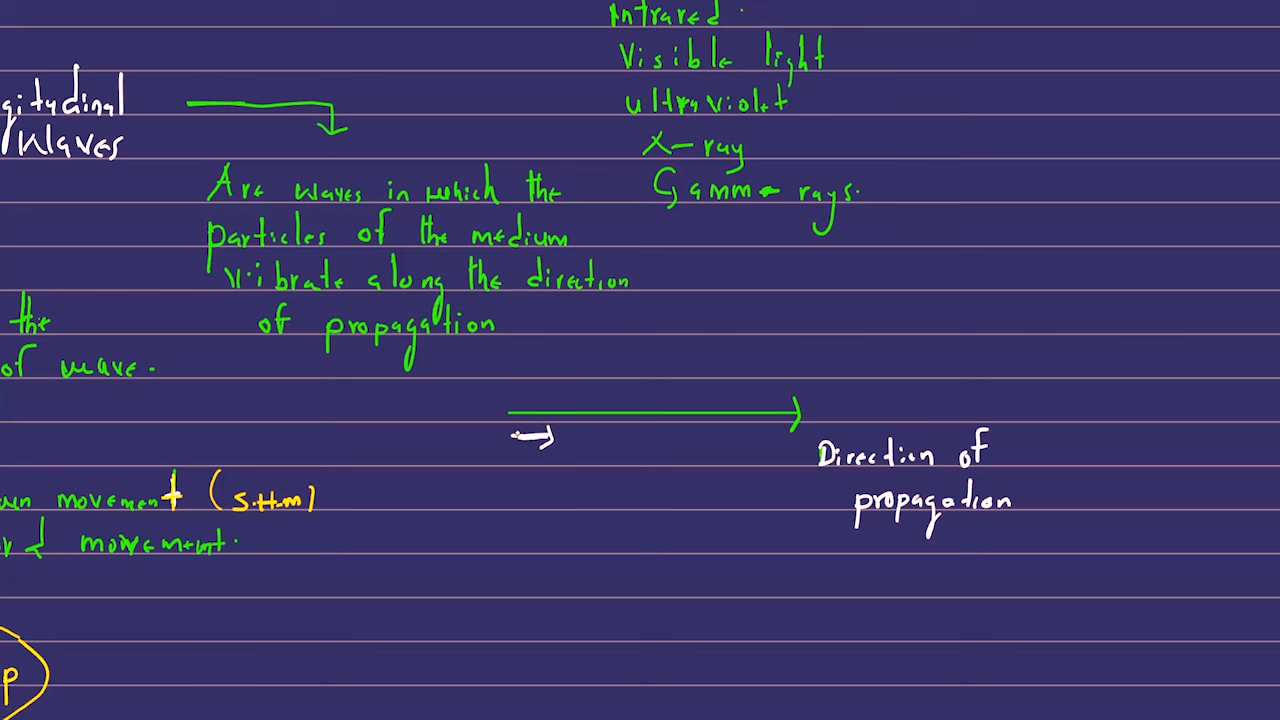 Infrared.
Visible light
ultraviolet
X-ray
Gamma rays.
gitudinal
Waves
Are waves in which the
particles of the medium
vibrate along the direction
of propagation
the
of wave.
Direction of
propagation
wn movement (S.H.m)
movement.
p